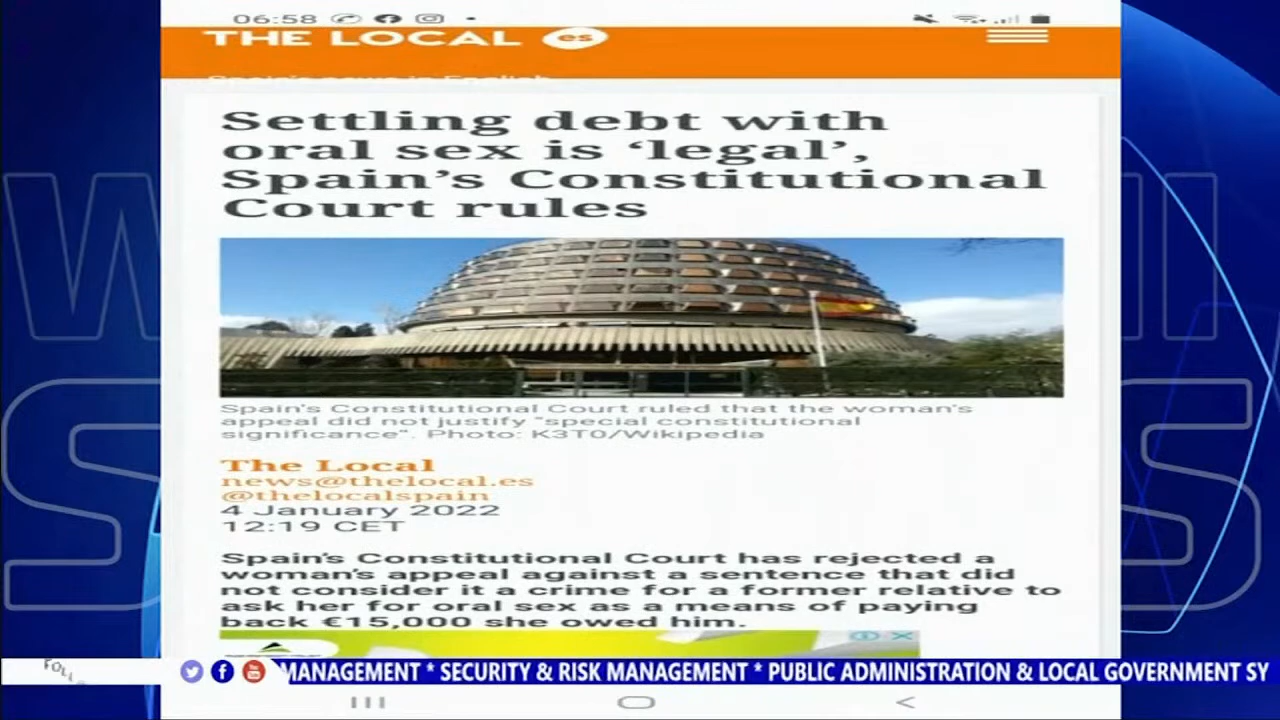 06:58
THE LOCAL es
Spain's news in English
Settling debt with
oral sex is ‘legal’,
Spain’s Constitutional
Court rules
Spain's Constitutional Court ruled that the woman's
appeal did not justify "special constitutional
significance". Photo: K3T0/Wikipedia
The Local
news@thelocal.es
@thelocalspain
4 January 2022
12:19 CET
Spain’s Constitutional Court has rejected a
woman’s appeal against a sentence that did
not consider it a crime for a former relative to
ask her for oral sex as a means of paying
back €15,000 she owed him.
MANAGEMENT * SECURITY & RISK MANAGEMENT * PUBLIC ADMINISTRATION & LOCAL GOVERNMENT SY